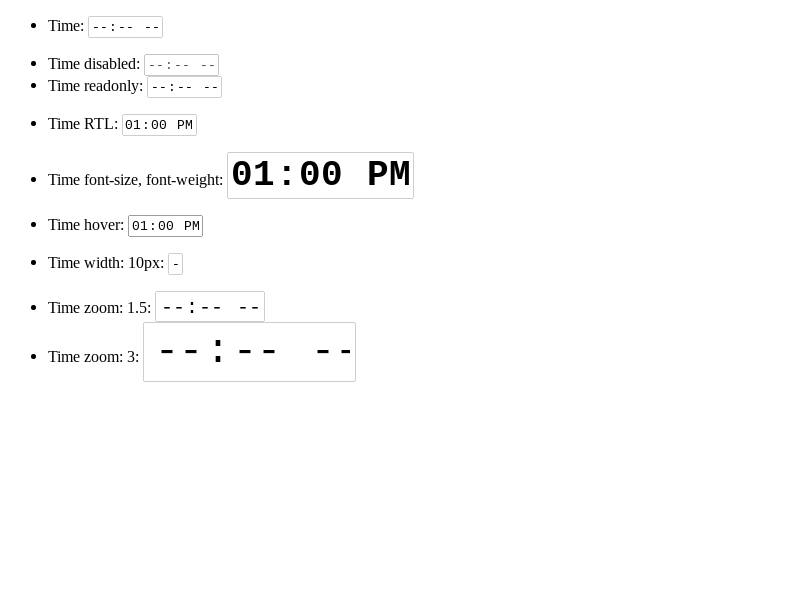 Time: --:-- --
Time disabled: --:-- --
Time readonly: --:-- --
Time RTL: 01:00 PM
Time font-size, font-weight: 01:00 PM
Time hover: 01:00 PM
Time width: 10px: -
Time zoom: 1.5: --:-- --
Time zoom: 3: --:-- --